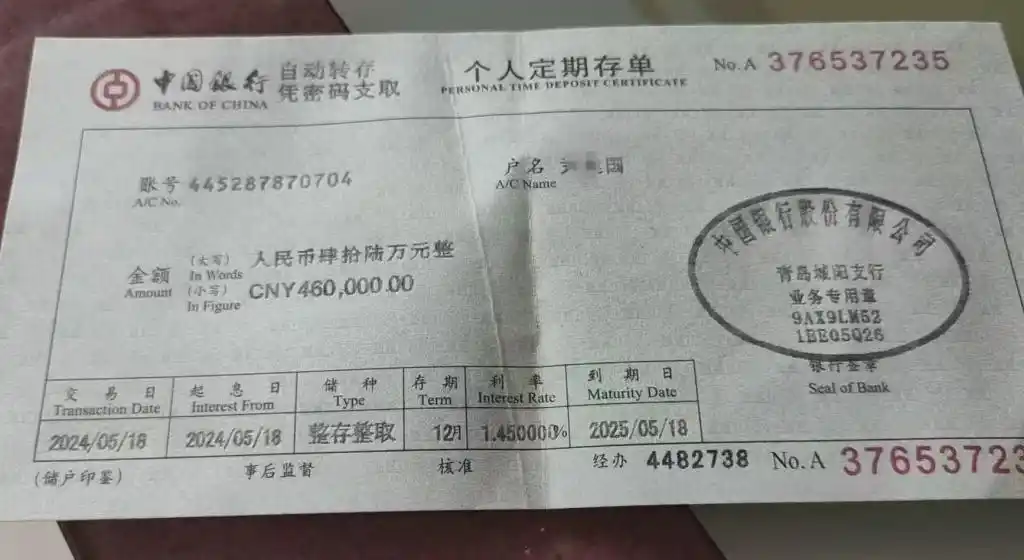 中国银行
BANK OF CHINA
自动转存
凭密码支取
个人定期存单
PERSONAL TIME DEPOSIT CERTIFICATE
No. A 376537235
账号 445287870704
A/C No.
户名 国
A/C Name
金额 (大写) 人民币肆拾陆万元整
Amount In Words
(小写) CNY460,000.00
In Figure
中国银行股份有限公司
青岛城阳支行
业务专用章
9AX9LM52
1BE05Q26
银行签章
Seal of Bank
交易日 起息日 储种 存期 利率 到期日
Transaction Date Interest From Type Term Interest Rate Maturity Date
2024/05/18 2024/05/18 整存整取 12月 1.450000% 2025/05/18
(储户印鉴) 事后监督 核准 经办 4482738 No. A 37653723